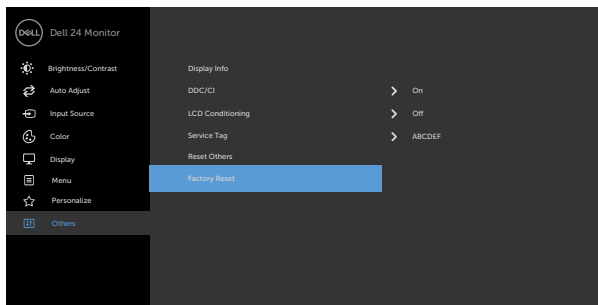 DELL Dell 24 Monitor
Brightness/Contrast
Auto Adjust
Input Source
Color
Display
Menu
Personalize
Others
Display Info
DDC/CI > On
LCD Conditioning > Off
Service Tag > ABCDEF
Reset Others
Factory Reset